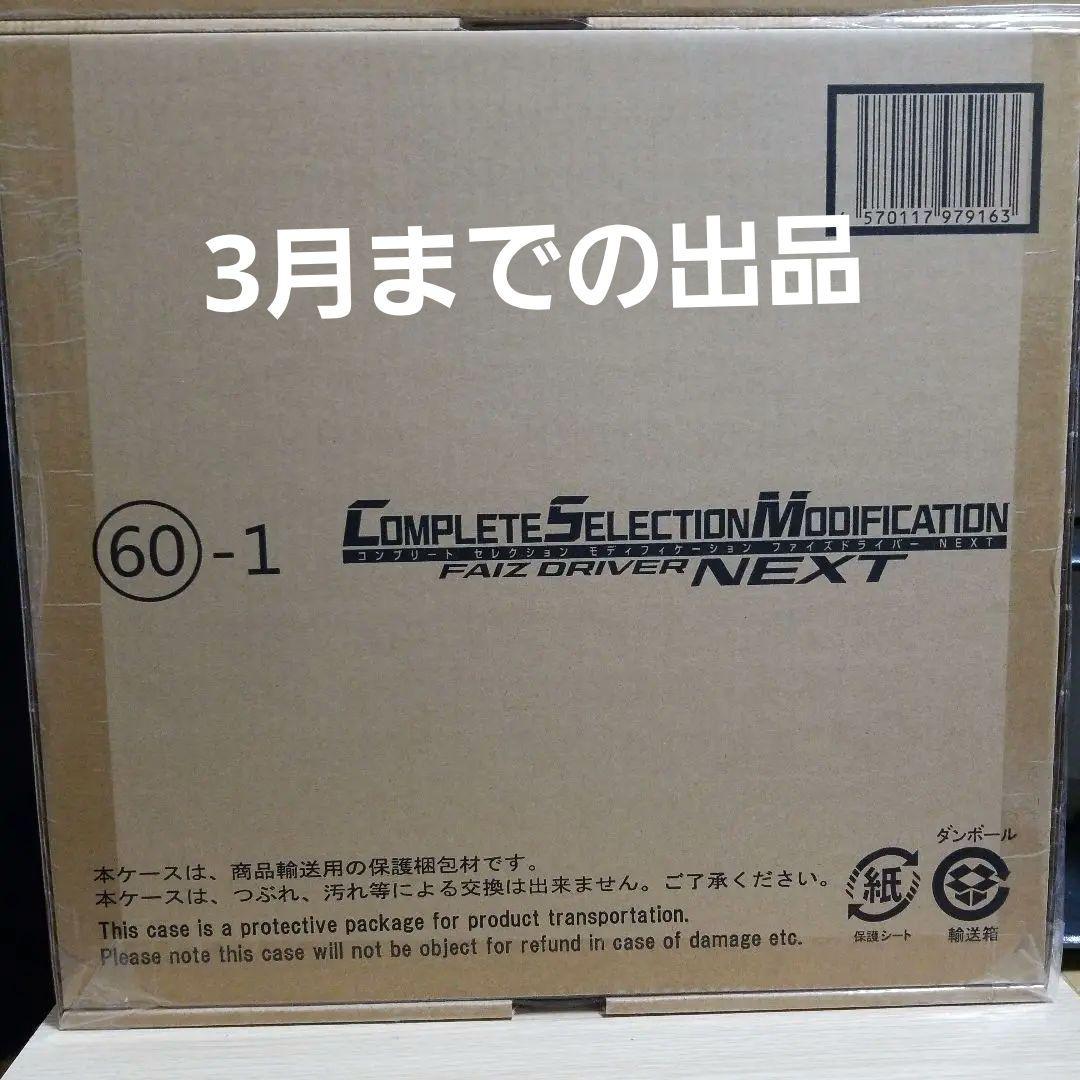 4 570117 979163
3月までの出品
60-1
COMPLETE SELECTION MODIFICATION
コンプリート セレクション モディフィケーション ファイズドライバー NEXT
FAIZ DRIVER NEXT
本ケースは、商品輸送用の保護梱包材です。
本ケースは、つぶれ、汚れ等による交換は出来ません。ご了承ください。
This case is a protective package for product transportation.
Please note this case will not be object for refund in case of damage etc.
紙
保護シート
ダンボール
輸送箱